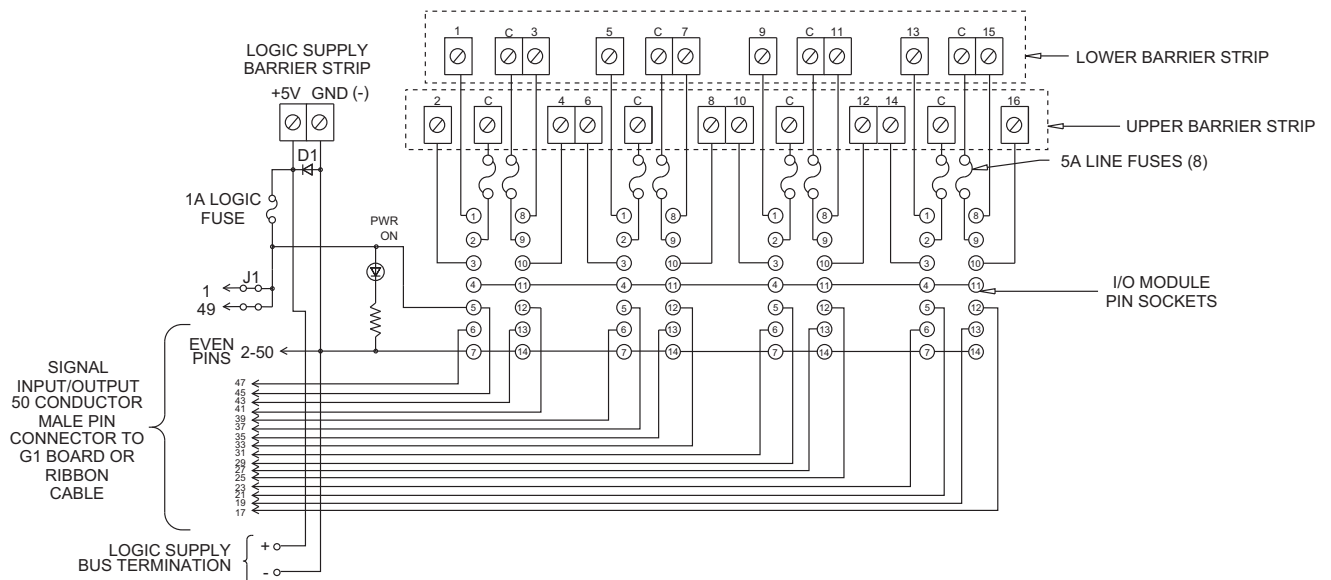 1 C 3 5 C 7 9 C 11 13 C 15
LOGIC SUPPLY
BARRIER STRIP
+5V GND (-)
LOWER BARRIER STRIP
2 C 4 6 C 8 10 C 12 14 C 16
UPPER BARRIER STRIP
D1
5A LINE FUSES (8)
1A LOGIC
FUSE
PWR
ON
1 8 1 8 1 8 1 8
2 9 2 9 2 9 2 9
3 10 3 10 3 10 3 10
4 11 4 11 4 11 4 11
I/O MODULE
PIN SOCKETS
J1
1
49
5 12 5 12 5 12 5 12
6 13 6 13 6 13 6 13
EVEN
PINS 2-50
7 14 7 14 7 14 7 14
SIGNAL
INPUT/OUTPUT
50 CONDUCTOR
MALE PIN
CONNECTOR TO
G1 BOARD OR
RIBBON
CABLE
47
45
43
41
39
37
35
33
31
29
27
25
23
21
19
17
LOGIC SUPPLY
BUS TERMINATION
+
-